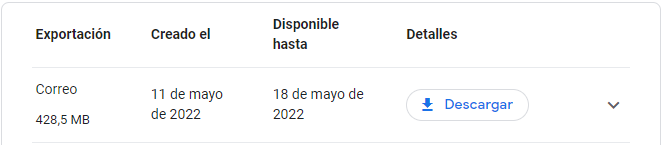 Exportación
Creado el
Disponible
hasta
Detalles
Correo
428,5 MB
11 de mayo
de 2022
18 de mayo de
2022
Descargar